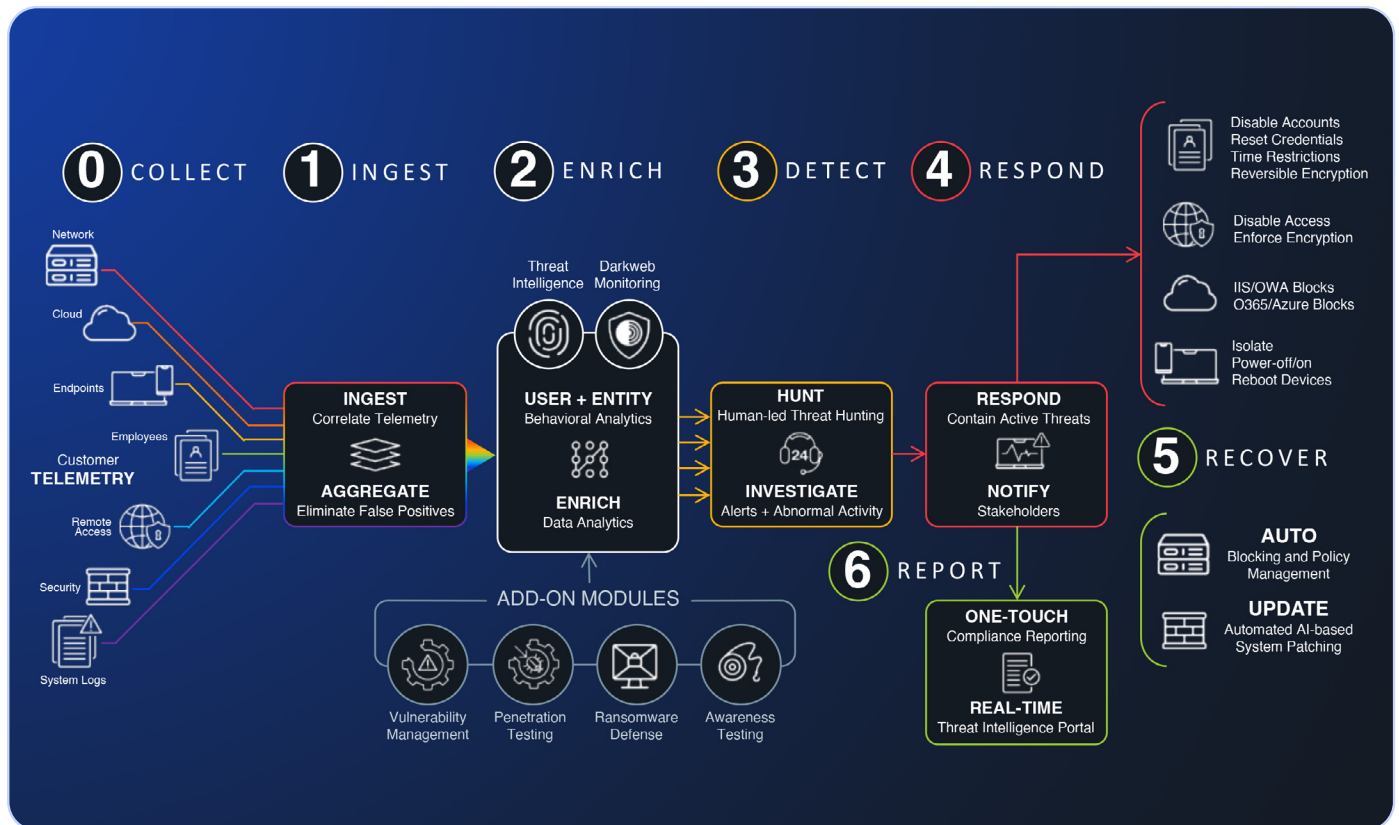 0 COLLECT
1 INGEST
2 ENRICH
3 DETECT
4 RESPOND
Network
Cloud
Endpoints
Employees
Customer
TELEMETRY
Remote
Access
Security
System Logs
INGEST
Correlate Telemetry
AGGREGATE
Eliminate False Positives
Threat
Intelligence
Darkweb
Monitoring
USER + ENTITY
Behavioral Analytics
ENRICH
Data Analytics
ADD-ON MODULES
Vulnerability
Management
Penetration
Testing
Ransomware
Defense
Awareness
Testing
HUNT
Human-led Threat Hunting
24
INVESTIGATE
Alerts + Abnormal Activity
RESPOND
Contain Active Threats
NOTIFY
Stakeholders
Disable Accounts
Reset Credentials
Time Restrictions
Reversible Encryption
Disable Access
Enforce Encryption
IIS/OWA Blocks
O365/Azure Blocks
Isolate
Power-off/on
Reboot Devices
5 RECOVER
AUTO
Blocking and Policy
Management
UPDATE
Automated AI-based
System Patching
6 REPORT
ONE-TOUCH
Compliance Reporting
REAL-TIME
Threat Intelligence Portal